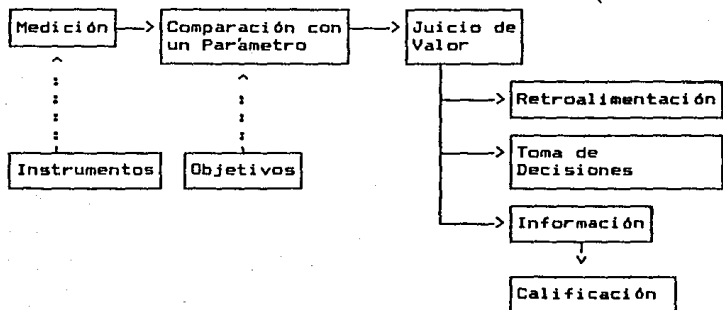 Medición
Comparación con
un Parámetro
Juicio de
Valor
Retroalimentación
Toma de
Decisiones
Instrumentos
Objetivos
Información
Calificación